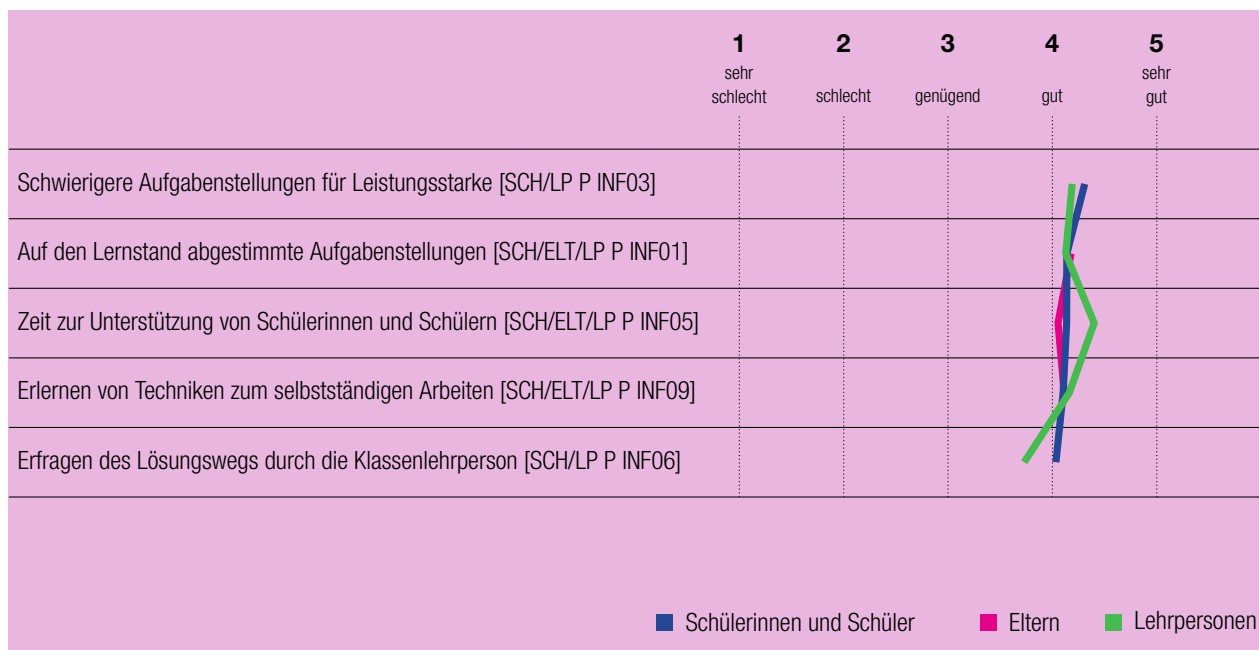 1 2 3 4 5
sehr schlecht schlecht genügend gut sehr gut
Schwierigere Aufgabenstellungen für Leistungsstarke [SCH/LP P INF03]
Auf den Lernstand abgestimmte Aufgabenstellungen [SCH/ELT/LP P INF01]
Zeit zur Unterstützung von Schülerinnen und Schülern [SCH/ELT/LP P INF05]
Erlernen von Techniken zum selbstständigen Arbeiten [SCH/ELT/LP P INF09]
Erfragen des Lösungswegs durch die Klassenlehrperson [SCH/LP P INF06]
Schülerinnen und Schüler Eltern Lehrpersonen